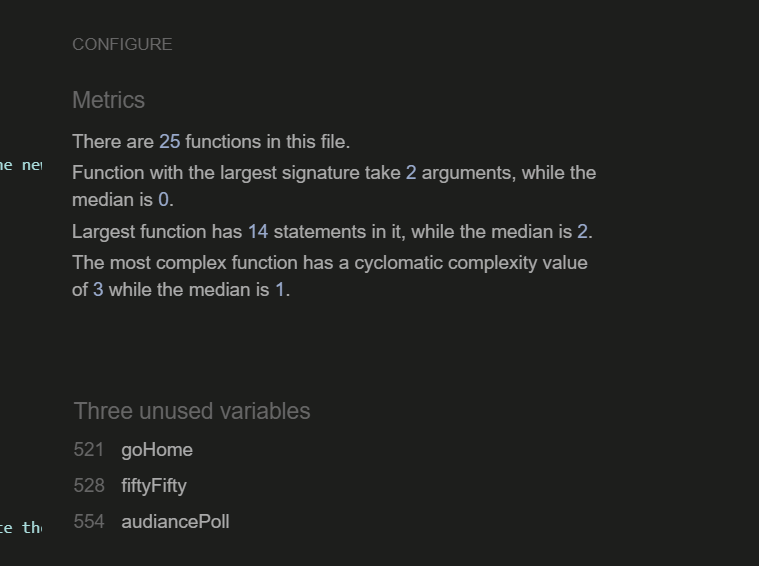 CONFIGURE
Metrics
There are 25 functions in this file.
Function with the largest signature take 2 arguments, while the
median is 0.
Largest function has 14 statements in it, while the median is 2.
The most complex function has a cyclomatic complexity value
of 3 while the median is 1.
Three unused variables
521 goHome
528 fiftyFifty
554 audiancePoll